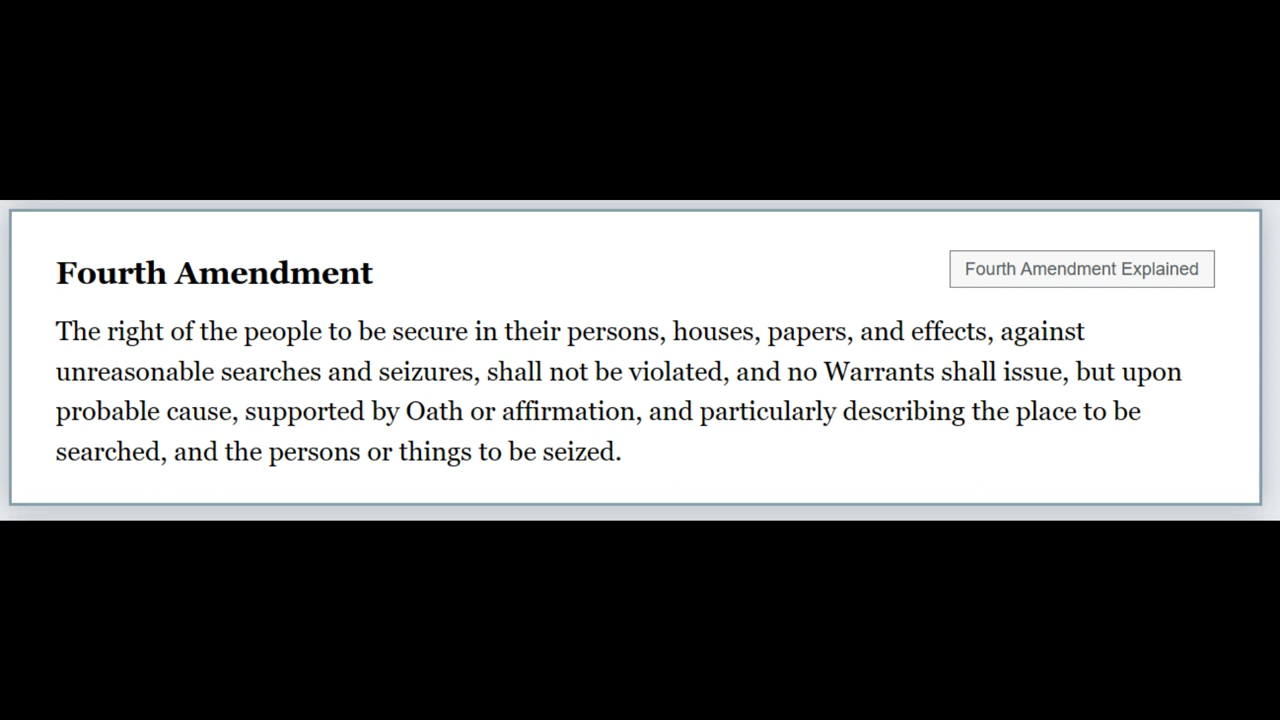 Fourth Amendment
Fourth Amendment Explained
The right of the people to be secure in their persons, houses, papers, and effects, against
unreasonable searches and seizures, shall not be violated, and no Warrants shall issue, but upon
probable cause, supported by Oath or affirmation, and particularly describing the place to be
searched, and the persons or things to be seized.